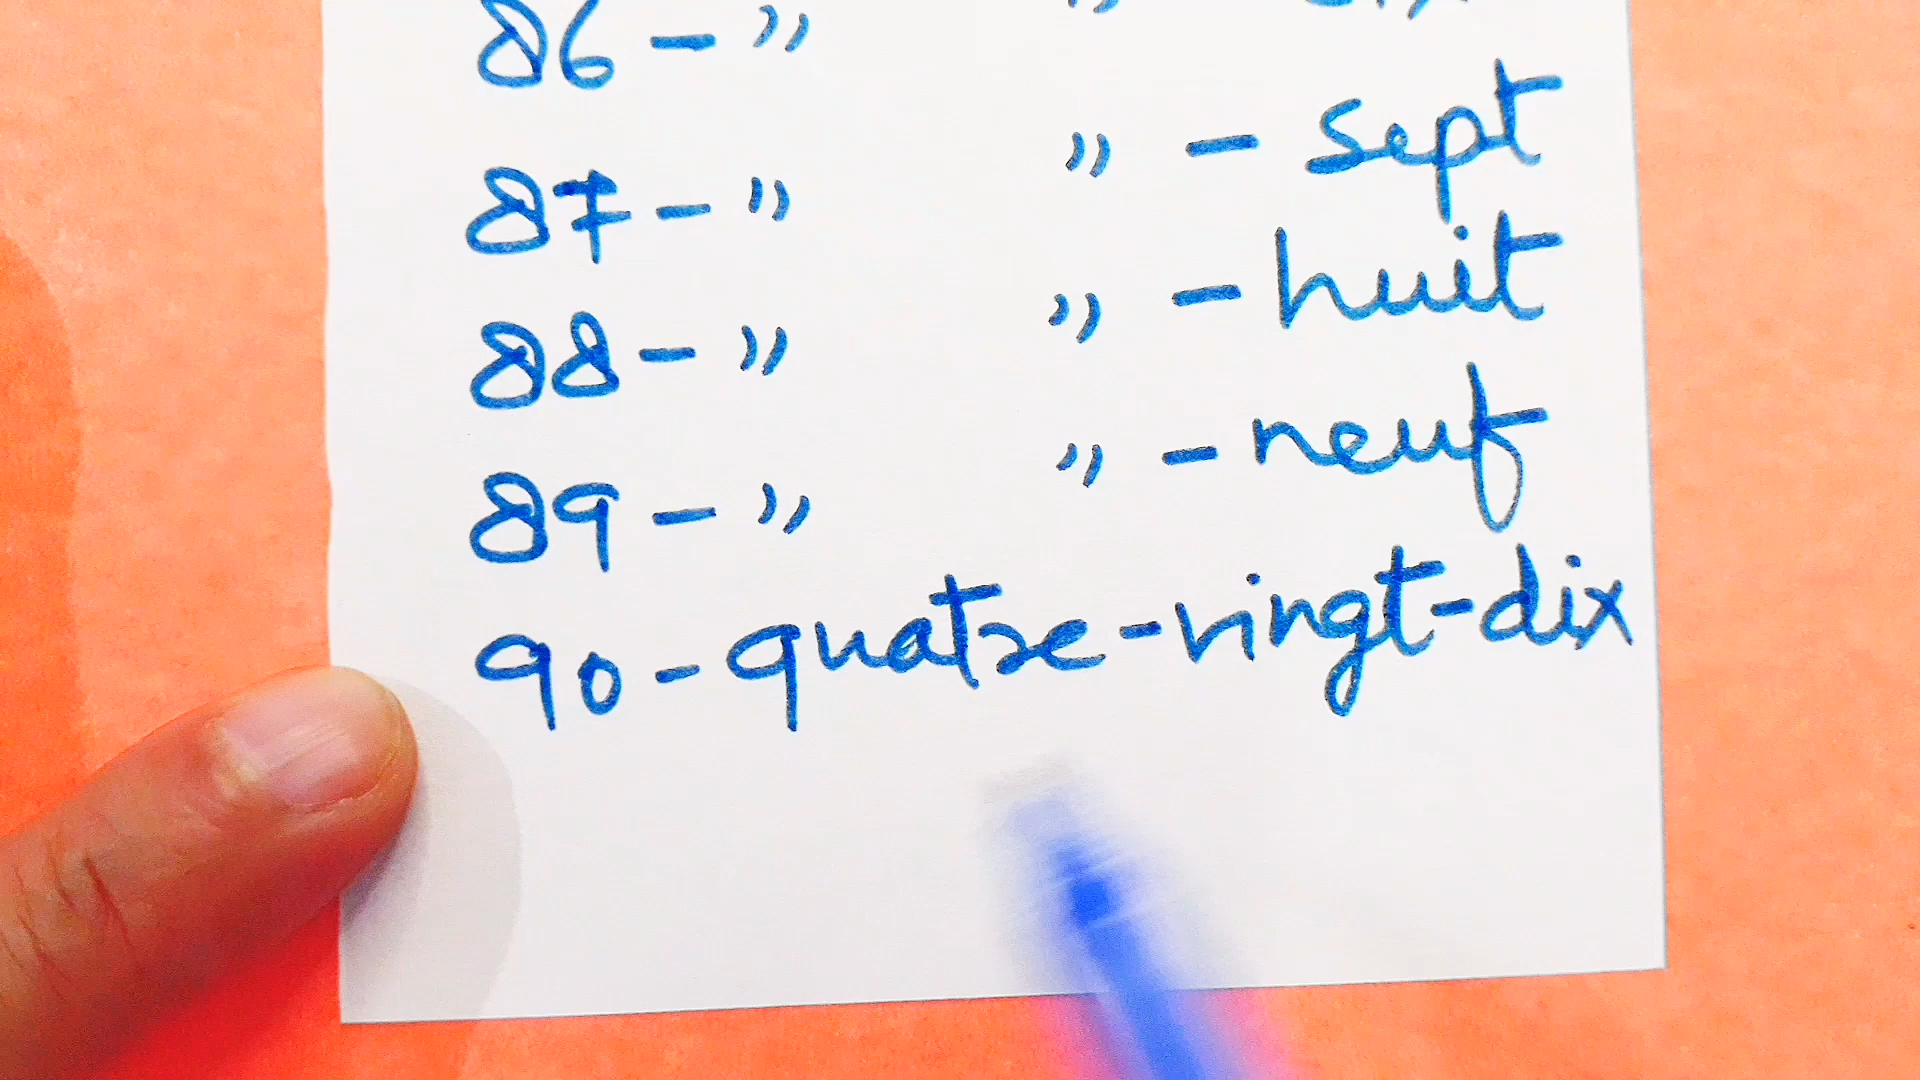 86 - " "
87 - " " - sept
88 - " " - huit
89 - " " - neuf
90 - quatre-vingt-dix